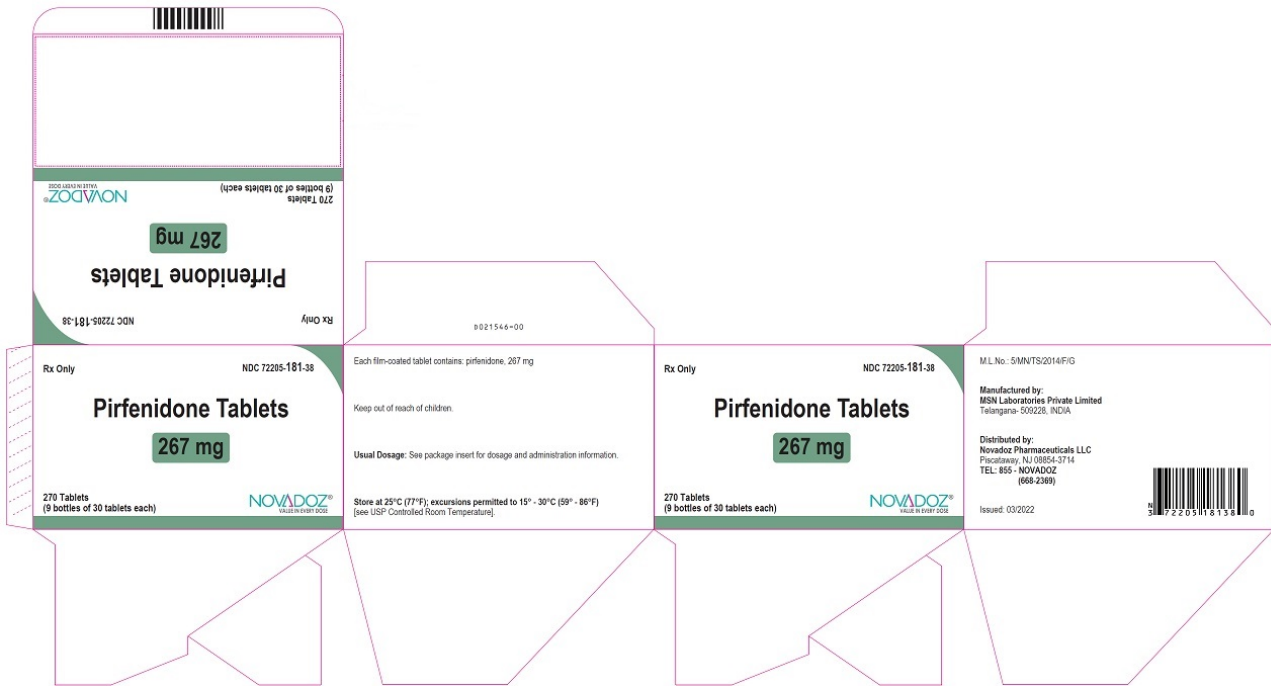 NOVADOZ®
VALUE IN EVERY DOSE
270 Tablets
(9 bottles of 30 tablets each)
267 mg
Pirfenidone Tablets
NDC 72205-181-38
Rx Only
D021546-00
Rx Only
NDC 72205-181-38
Pirfenidone Tablets
267 mg
270 Tablets
(9 bottles of 30 tablets each)
NOVADOZ®
VALUE IN EVERY DOSE
Each film-coated tablet contains: pirfenidone, 267 mg
Keep out of reach of children.
Usual Dosage: See package insert for dosage and administration information.
Store at 25°C (77°F); excursions permitted to 15° - 30°C (59° - 86°F)
[see USP Controlled Room Temperature].
Rx Only
NDC 72205-181-38
Pirfenidone Tablets
267 mg
270 Tablets
(9 bottles of 30 tablets each)
NOVADOZ®
VALUE IN EVERY DOSE
M.L.No.: 5/MN/TS/2014/F/G
Manufactured by:
MSN Laboratories Private Limited
Telangana- 509228, INDIA
Distributed by:
Novadoz Pharmaceuticals LLC
Piscataway, NJ 08854-3714
TEL: 855 - NOVADOZ
(668-2369)
Issued: 03/2022
N
3 72205 18138 0